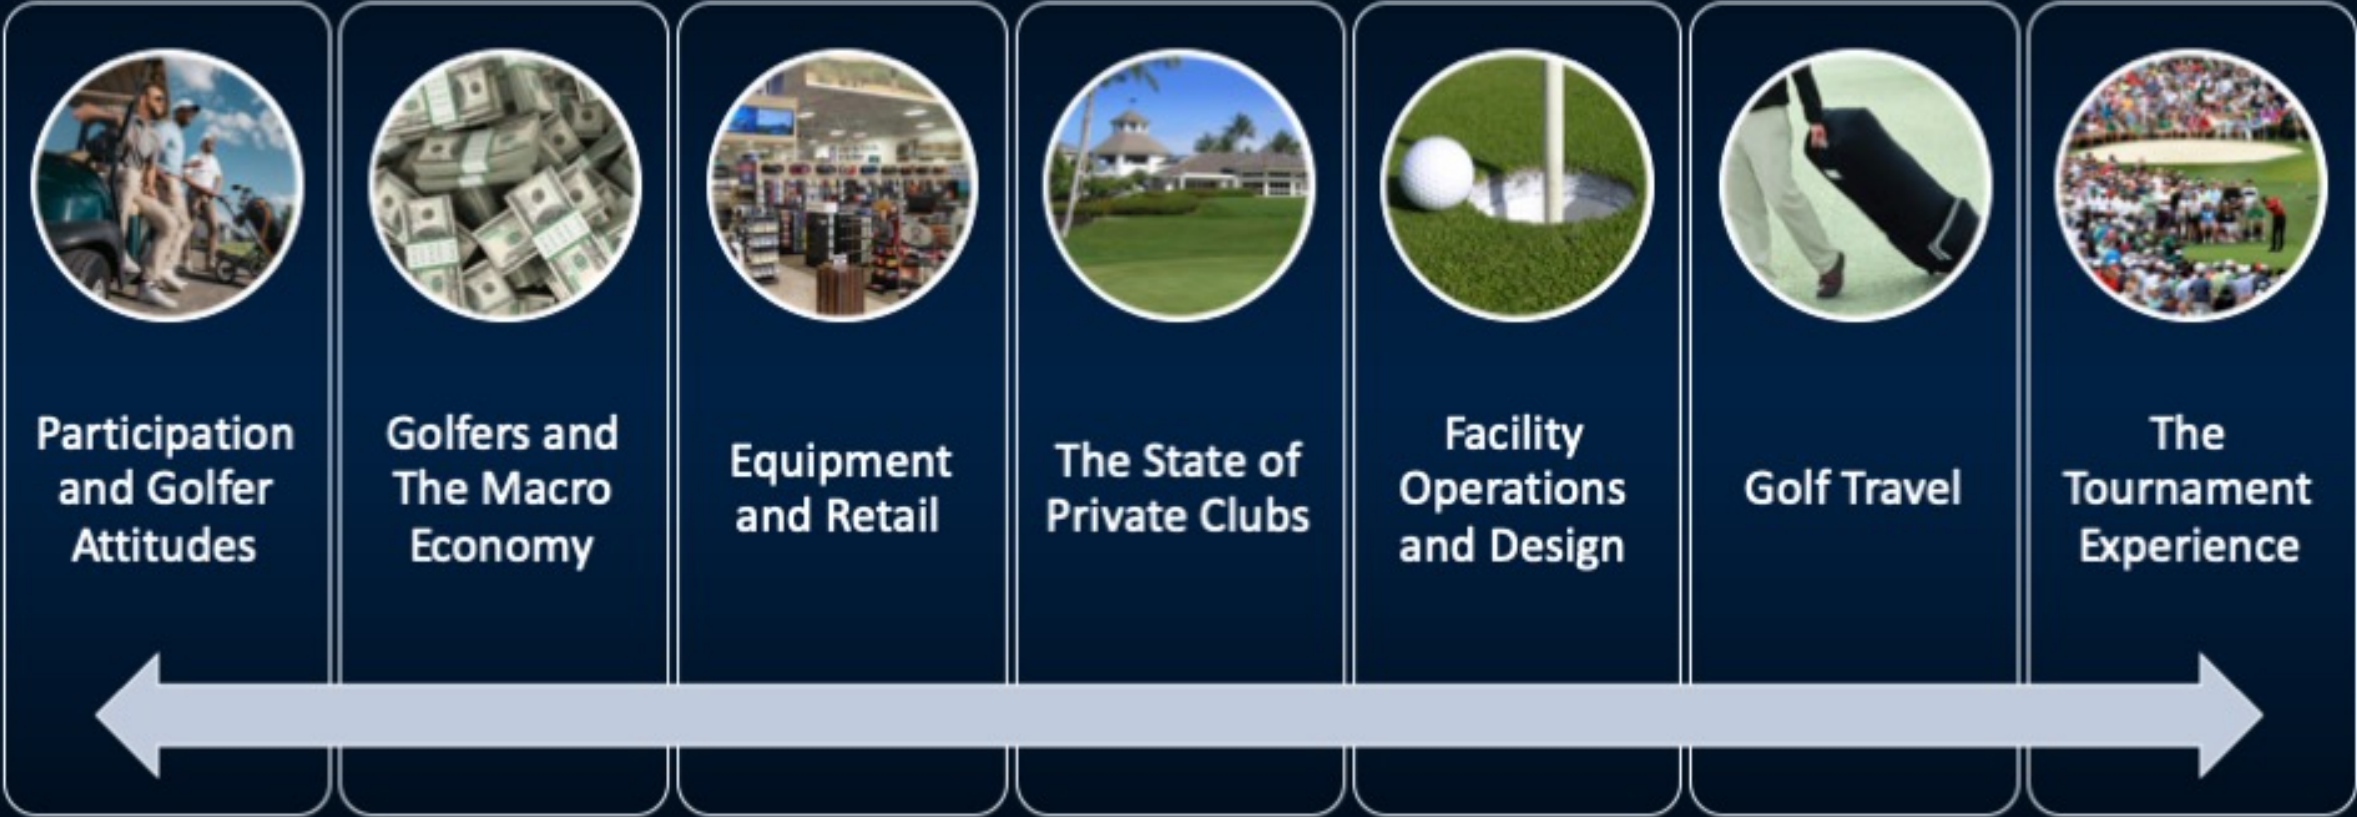 Participation
and Golfer
Attitudes
Golfers and
The Macro
Economy
Equipment
and Retail
The State of
Private Clubs
Facility
Operations
and Design
Golf Travel
The
Tournament
Experience